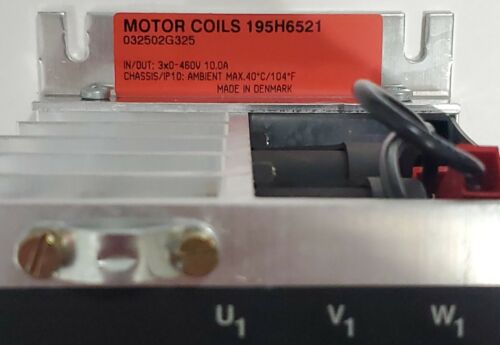 MOTOR COILS 195H6521
032502G325
IN/OUT: 3x0-460V 10.0A
CHASSIS/IP10: AMBIENT MAX.40°C/104°F
MADE IN DENMARK
U1 V1 W1